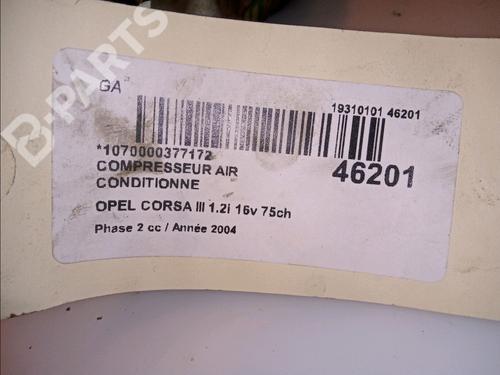 B-PARTS
GA
19310101 46201
*1070000377172
46201
COMPRESSEUR AIR
CONDITIONNE
OPEL CORSA III 1.2i 16v 75ch
Phase 2 cc / Année 2004